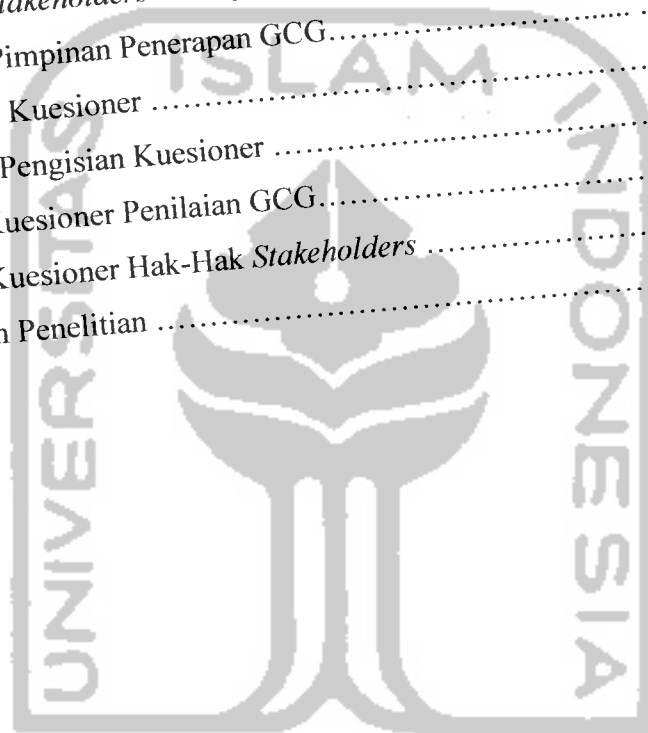 Stakeholders
Pimpinan Penerapan GCG..........................................
Kuesioner ..........................................................
Pengisian Kuesioner ................................................
Kuesioner Penilaian GCG.........................................
Kuesioner Hak-Hak Stakeholders .............................
Penelitian ..........................................................
UNIVERSITAS
ISLAM
INDONESIA